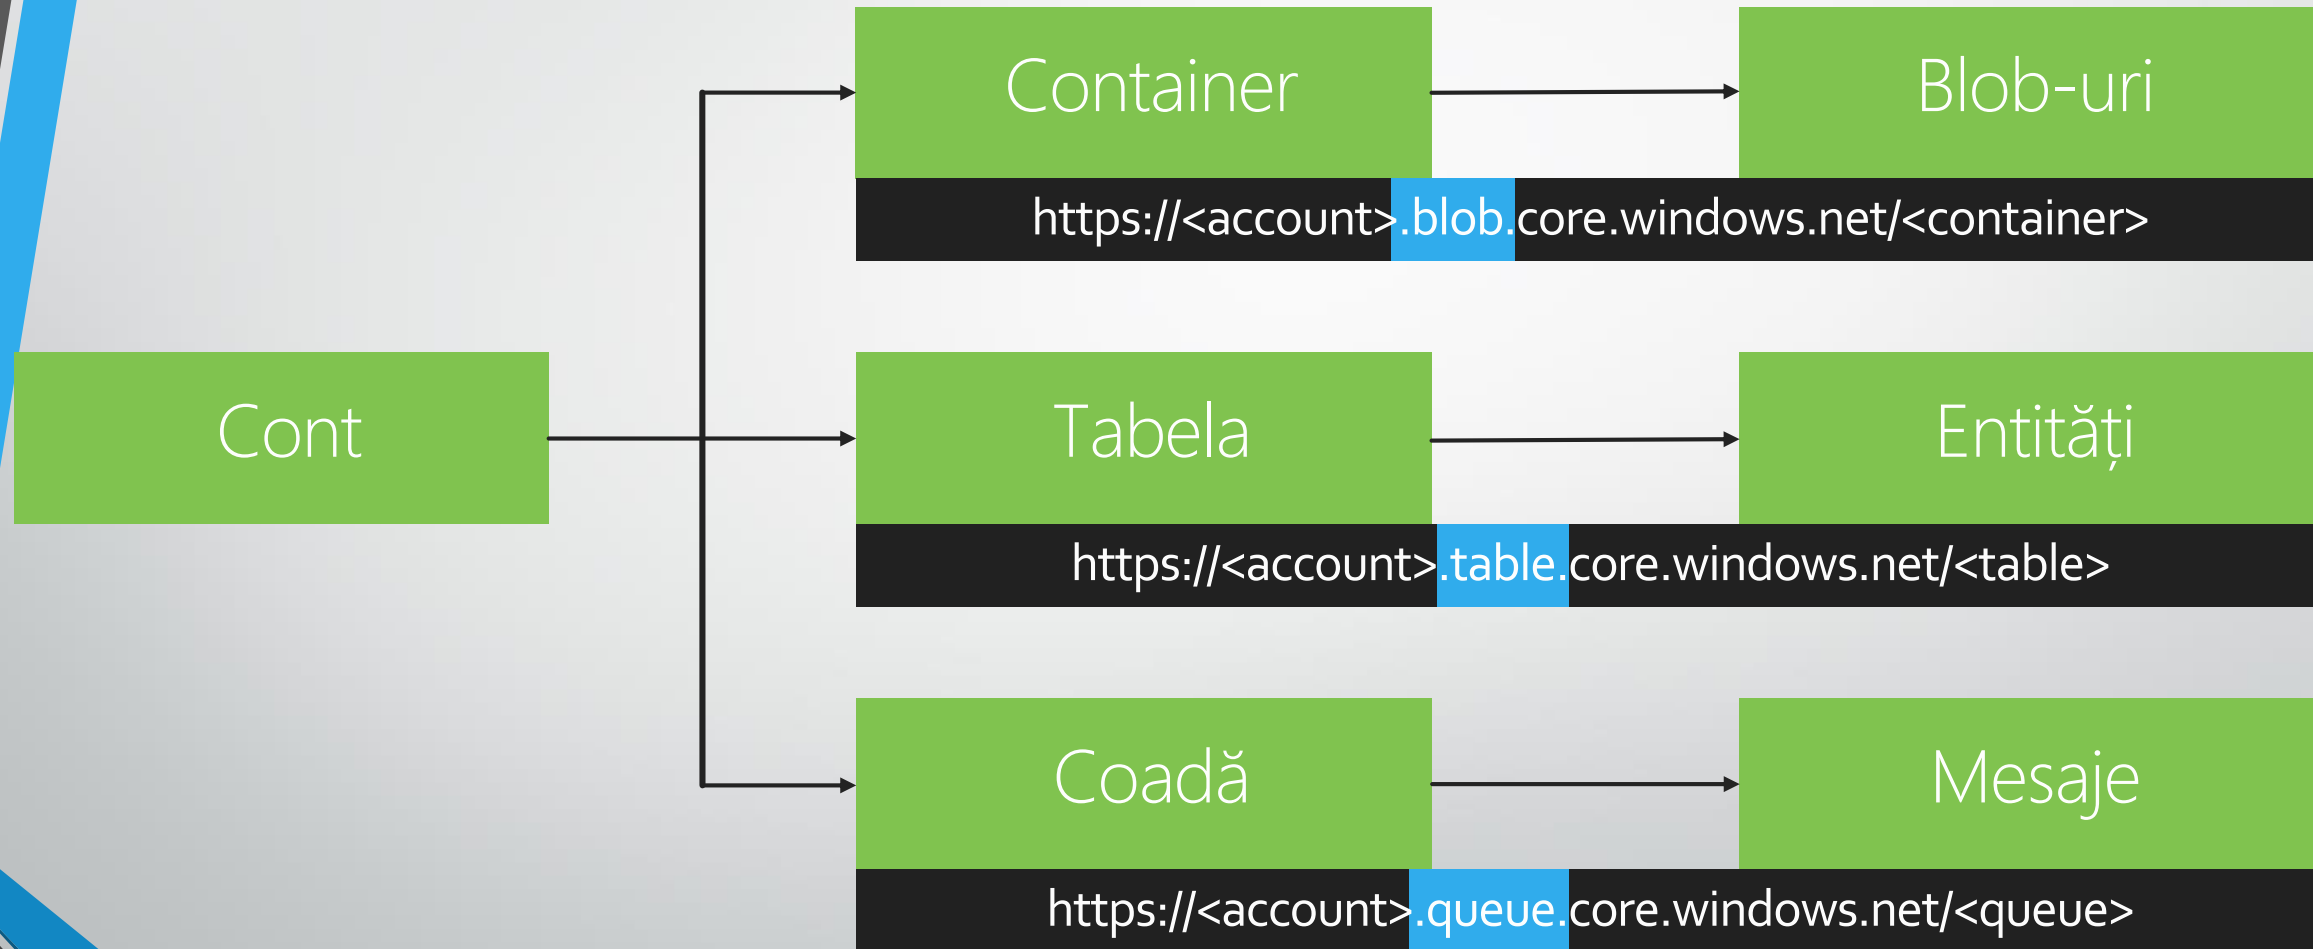 Container
Blob-uri
https://<account>.blob.core.windows.net/<container>
Cont
Tabela
Entități
https://<account>.table.core.windows.net/<table>
Coadă
Mesaje
https://<account>.queue.core.windows.net/<queue>